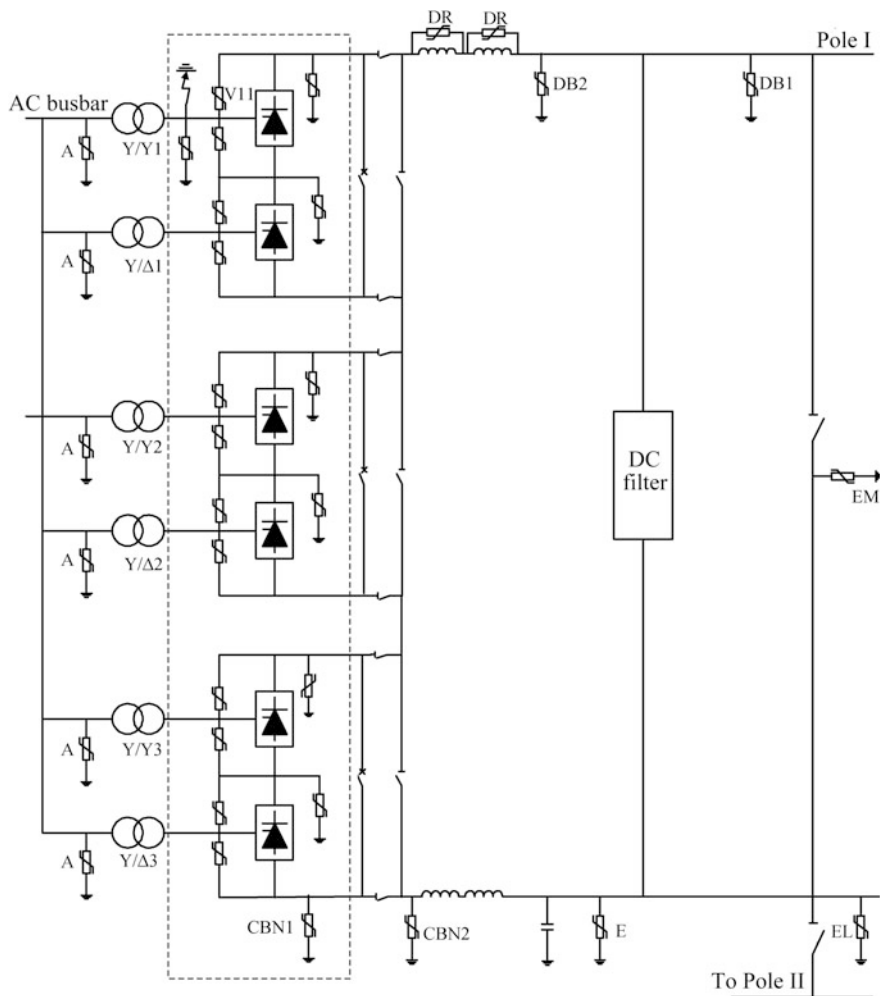 DR
DR
Pole I
V11
DB2
DB1
AC busbar
A
Y/Y1
A
Y/Δ1
A
Y/Y2
DC
filter
EM
A
Y/Δ2
A
Y/Y3
A
Y/Δ3
CBN1
CBN2
E
EL
To Pole II